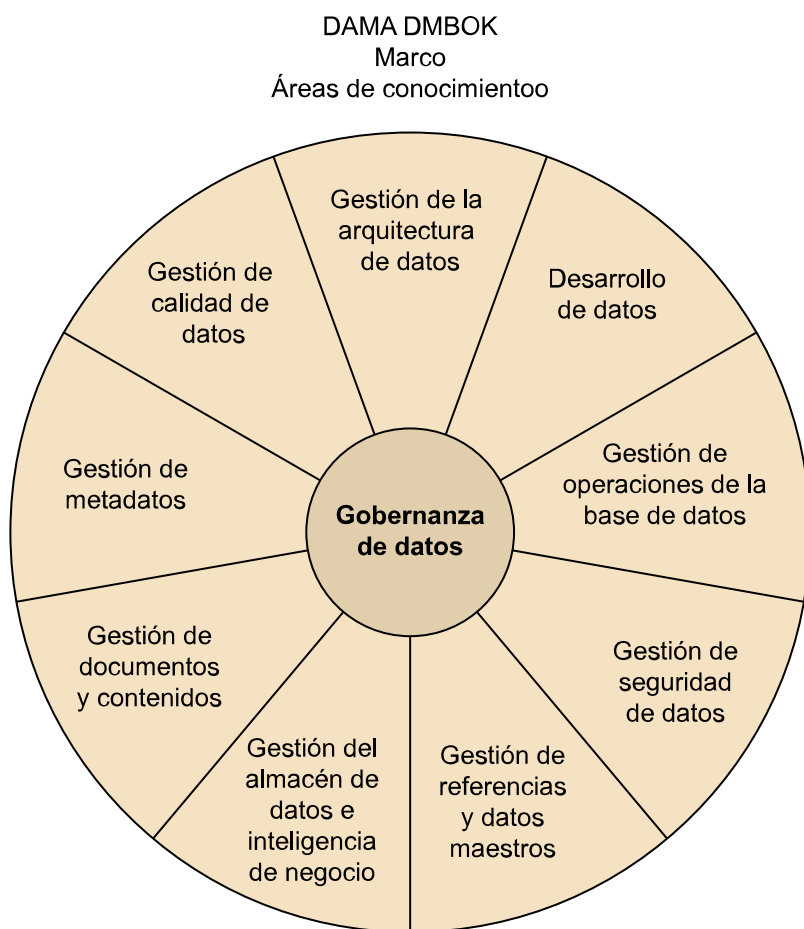 DAMA DMBOK
Marco
Áreas de conocimientoo
Gestión de la
arquitectura
de datos
Desarrollo
de datos
Gestión de
operaciones de la
base de datos
Gestión de
seguridad
de datos
Gestión de
referencias
y datos
maestros
Gestión del
almacén de
datos e
inteligencia
de negocio
Gestión de
documentos
y contenidos
Gestión de
metadatos
Gestión de
calidad de
datos
Gobernanza
de datos